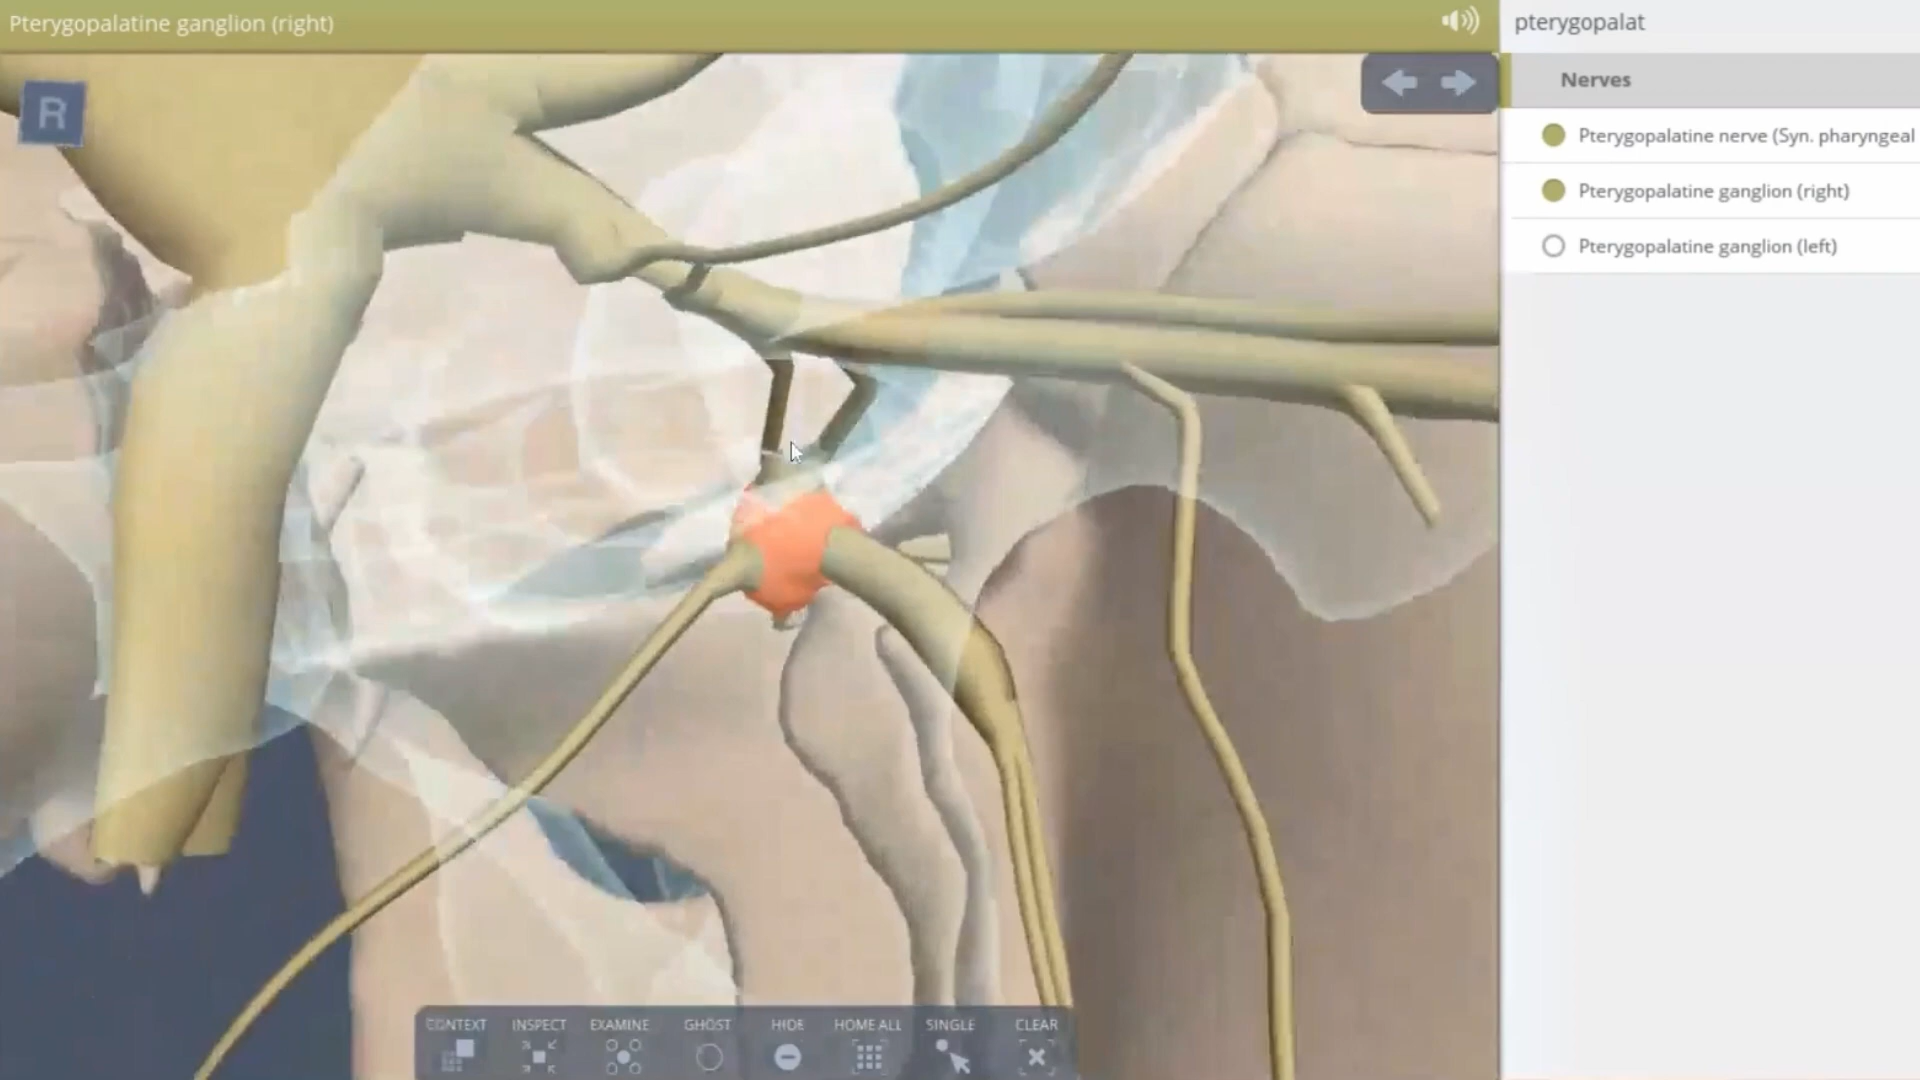 Pterygopalatine ganglion (right)
pterygopalat
R
Nerves
Pterygopalatine nerve (Syn. pharyngeal
Pterygopalatine ganglion (right)
Pterygopalatine ganglion (left)
CONTEXT INSPECT EXAMINE GHOST HIDE HOME ALL SINGLE CLEAR